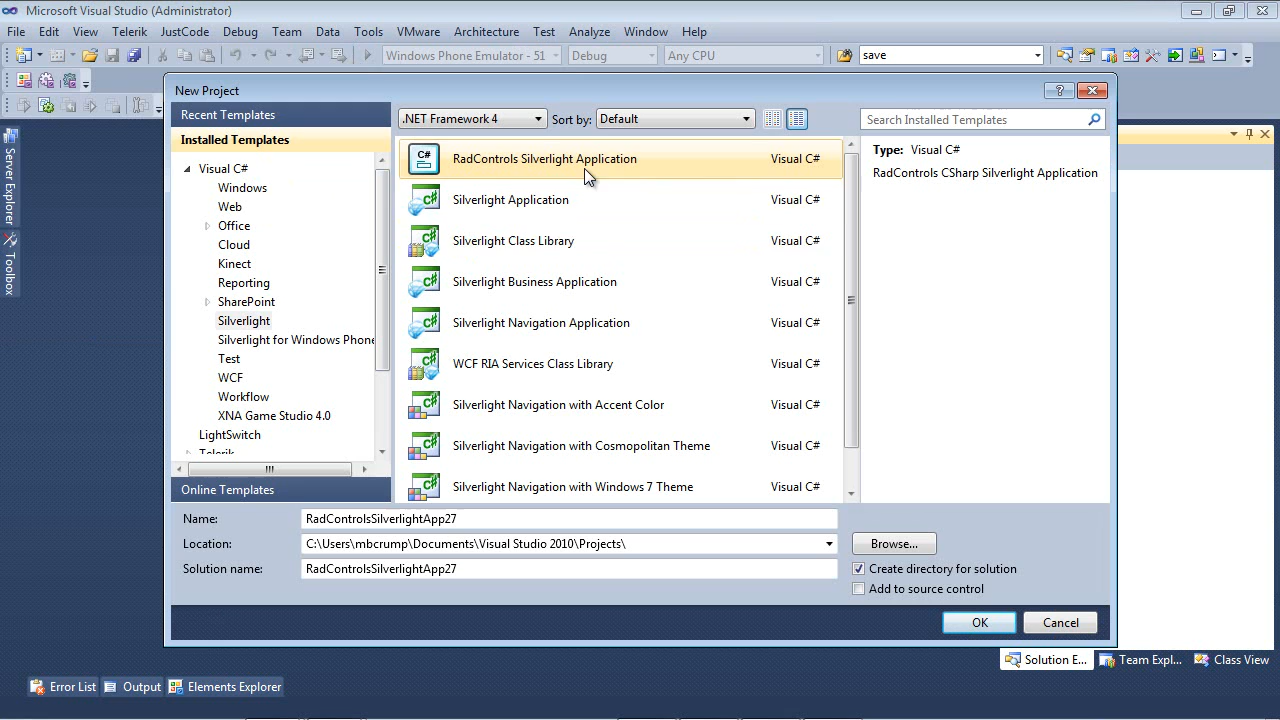 Microsoft Visual Studio (Administrator)
File Edit View Telerik JustCode Debug Team Data Tools VMware Architecture Test Analyze Window Help
Windows Phone Emulator - 51 Debug Any CPU save
New Project
Recent Templates
.NET Framework 4 Sort by: Default Search Installed Templates
Installed Templates
Visual C#
Windows
Web
Office
Cloud
Kinect
Reporting
SharePoint
Silverlight
Silverlight for Windows Phone
Test
WCF
Workflow
XNA Game Studio 4.0
LightSwitch
Telerik
Online Templates
C# RadControls Silverlight Application Visual C#
C# Silverlight Application Visual C#
C# Silverlight Class Library Visual C#
C# Silverlight Business Application Visual C#
C# Silverlight Navigation Application Visual C#
C# WCF RIA Services Class Library Visual C#
C# Silverlight Navigation with Accent Color Visual C#
C# Silverlight Navigation with Cosmopolitan Theme Visual C#
C# Silverlight Navigation with Windows 7 Theme Visual C#
Type: Visual C#
RadControls CSharp Silverlight Application
Name: RadControlsSilverlightApp27
Location: C:\Users\mbcrump\Documents\Visual Studio 2010\Projects\ Browse...
Solution name: RadControlsSilverlightApp27 Create directory for solution
Add to source control
OK Cancel
Server Explorer
Toolbox
Solution E... Team Expl... Class View
Error List Output Elements Explorer